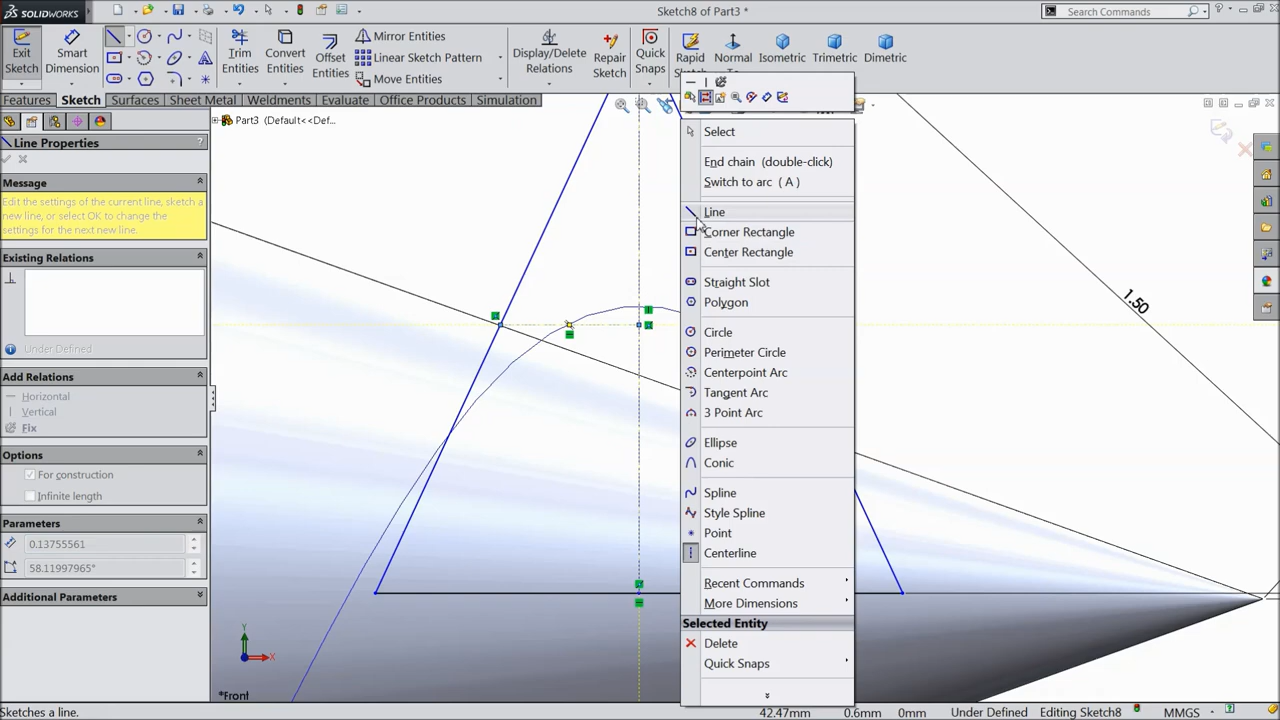 SOLIDWORKS
Sketch8 of Part3 *
Search Commands
Exit Sketch
Smart Dimension
Trim Entities
Convert Entities
Offset Entities
Mirror Entities
Linear Sketch Pattern
Move Entities
Display/Delete Relations
Repair Sketch
Quick Snaps
Rapid
Normal
Isometric
Trimetric
Dimetric
Features
Sketch
Surfaces
Sheet Metal
Weldments
Evaluate
Office Products
Simulation
Part3 (Default<<Def...
Line Properties
?
Message
Edit the settings of the current line, sketch a
new line, or select OK to change the
settings for the next new line.
Existing Relations
Under Defined
Add Relations
Horizontal
Vertical
Fix
Options
For construction
Infinite length
Parameters
0.13755561
58.11997965°
Additional Parameters
Select
End chain (double-click)
Switch to arc ( A )
Line
Corner Rectangle
Center Rectangle
Straight Slot
Polygon
Circle
Perimeter Circle
Centerpoint Arc
Tangent Arc
3 Point Arc
Ellipse
Conic
Spline
Style Spline
Point
Centerline
Recent Commands
More Dimensions
Selected Entity
Delete
Quick Snaps
1.50
Y
X
*Front
Sketches a line.
42.47mm
0.6mm
0mm
Under Defined
Editing Sketch8
MMGS